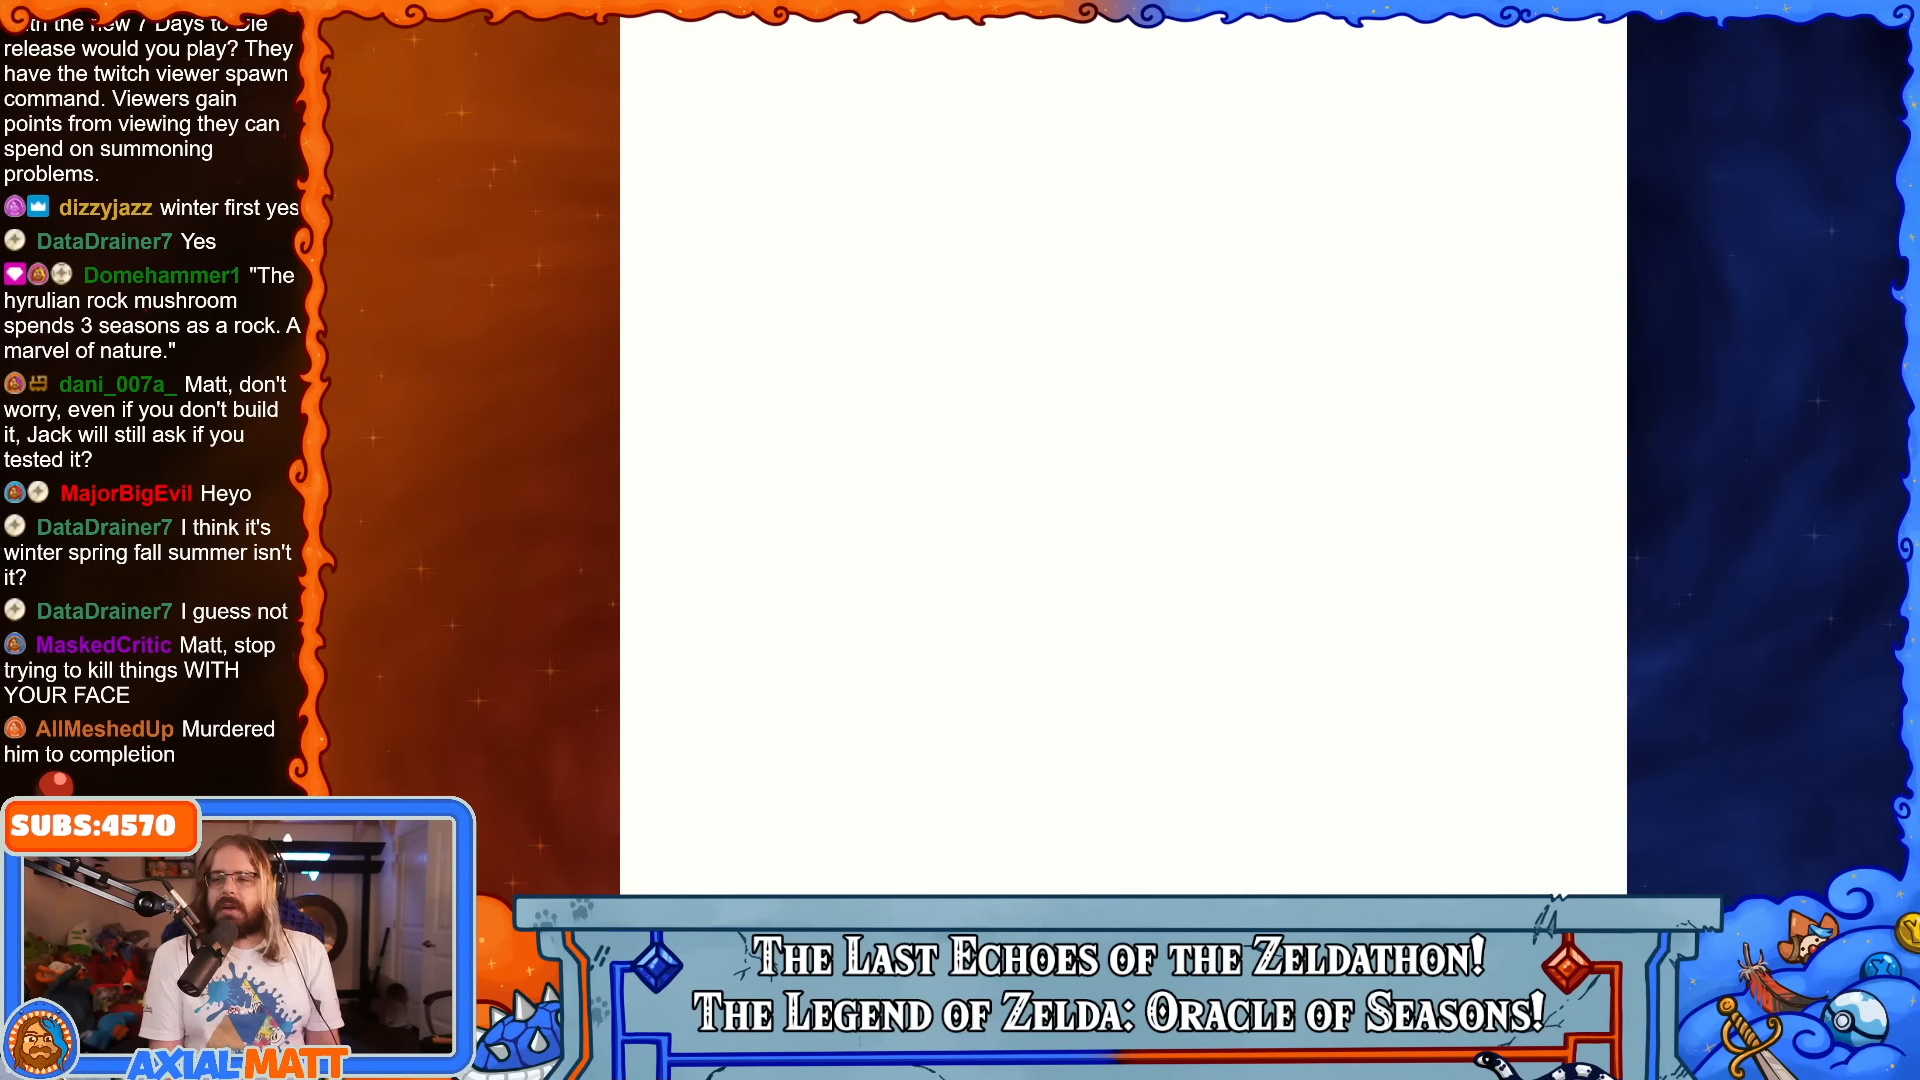 release would you play? They
have the twitch viewer spawn
command. Viewers gain
points from viewing they can
spend on summoning
problems.
dizzyjazz winter first yes
DataDrainer7 Yes
Domehammer1 "The
hyrulian rock mushroom
spends 3 seasons as a rock. A
marvel of nature."
dani_007a_ Matt, don't
worry, even if you don't build
it, Jack will still ask if you
tested it?
MajorBigEvil Heyo
DataDrainer7 I think it's
winter spring fall summer isn't
it?
DataDrainer7 I guess not
MaskedCritic Matt, stop
trying to kill things WITH
YOUR FACE
AllMeshedUp Murdered
him to completion
SUBS:4570
AXIALMATT
THE LAST ECHOES OF THE ZELDATHON!
THE LEGEND OF ZELDA: ORACLE OF SEASONS!